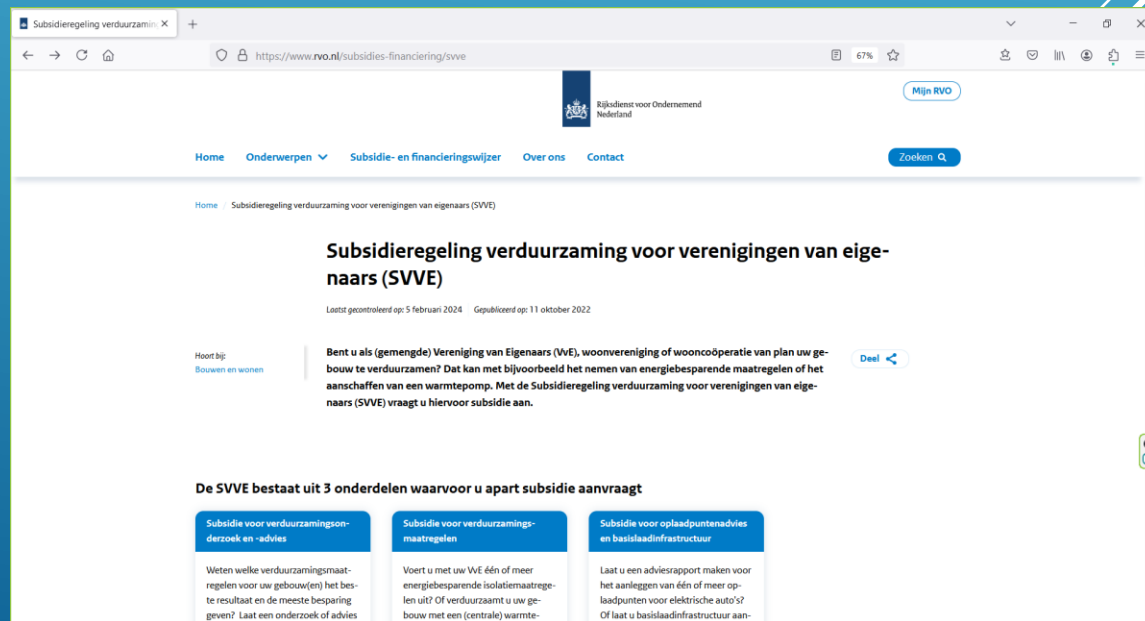 Subsidieregeling verduurzamin
https://www.rvo.nl/subsidies-financiering/svve
67%
Rijksdienst voor Ondernemend
Nederland
Mijn RVO
Home Onderwerpen Subsidie- en financieringswijzer Over ons Contact
Zoeken
Home / Subsidieregeling verduurzaming voor verenigingen van eigenaars (SVVE)
Subsidieregeling verduurzaming voor verenigingen van eige-
naars (SVVE)
Laatst gecontroleerd op: 5 februari 2024 Gepubliceerd op: 11 oktober 2022
Hoort bij:
Bouwen en wonen
Bent u als (gemengde) Vereniging van Eigenaars (VvE), woonvereniging of wooncoöperatie van plan uw ge-
bouw te verduurzamen? Dat kan met bijvoorbeeld het nemen van energiebesparende maatregelen of het
aanschaffen van een warmtepomp. Met de Subsidieregeling verduurzaming voor verenigingen van eige-
naars (SVVE) vraagt u hiervoor subsidie aan.
Deel
De SVVE bestaat uit 3 onderdelen waarvoor u apart subsidie aanvraagt
Subsidie voor verduurzamingson-
derzoek en -advies
Weten welke verduurzamingsmaat-
regelen voor uw gebouw(en) het bes-
te resultaat en de meeste besparing
geven? Laat een onderzoek of advies
Subsidie voor verduurzamings-
maatregelen
Voert u met uw VvE één of meer
energiebesparende isolatiemaatrege-
len uit? Of verduurzaamt u uw ge-
bouw met een (centrale) warmte-
Subsidie voor oplaadpuntenadvies
en basislaadinfrastructuur
Laat u een adviesrapport maken voor
het aanleggen van één of meer op-
laadpunten voor elektrische auto's?
Of laat u basislaadinfrastructuur aan-